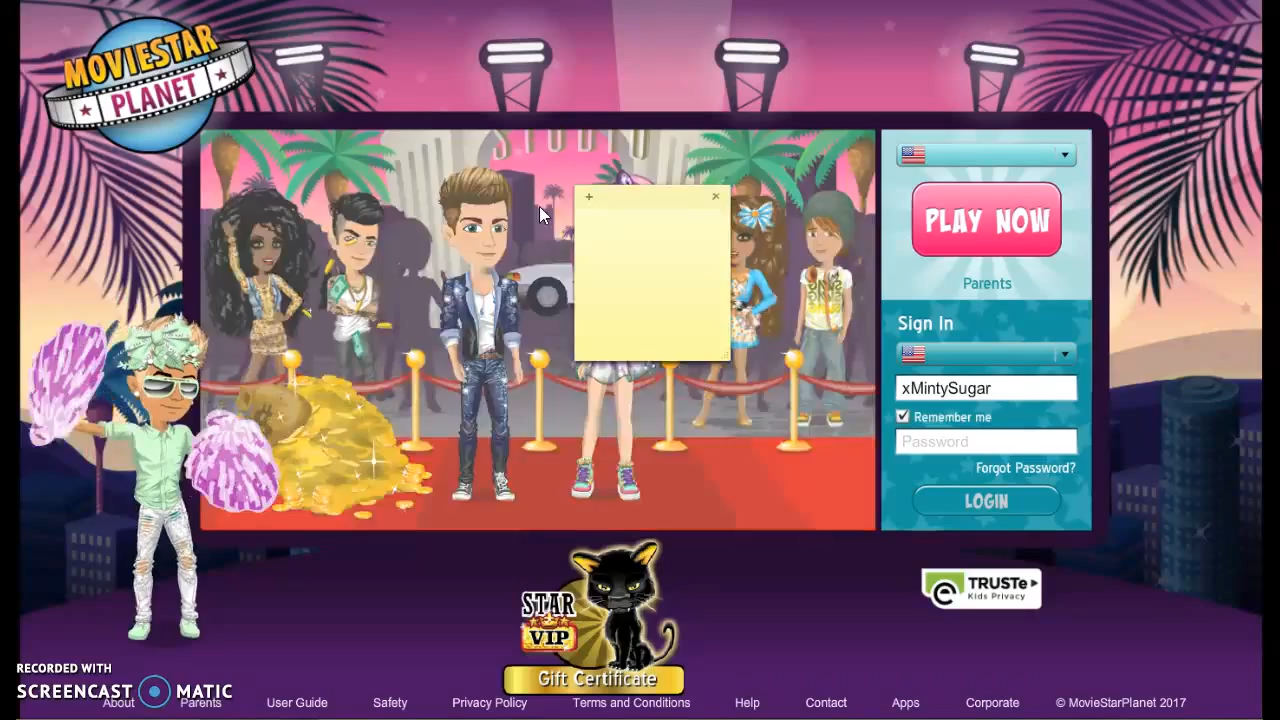 MOVIESTAR
PLANET
STUDIO
PLAY NOW
Parents
Sign In
xMintySugar
Remember me
Password
Forgot Password?
LOGIN
TRUSTe
Kids Privacy
STAR
VIP
Gift Certificate
RECORDED WITH
SCREENCAST MATIC
About
Parents
User Guide
Safety
Privacy Policy
Terms and Conditions
Help
Contact
Apps
Corporate
© MovieStarPlanet 2017